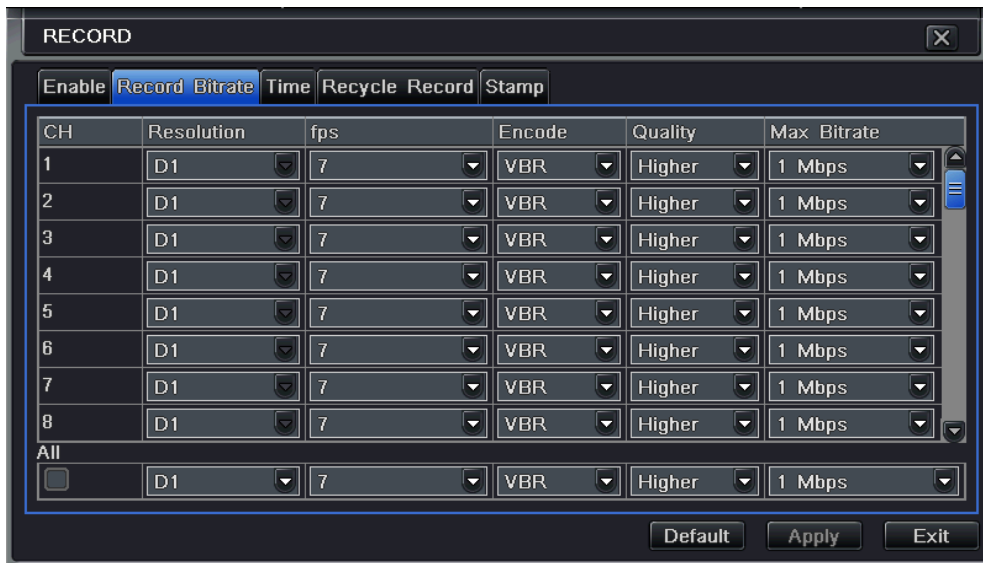 RECORD
Enable Record Bitrate Time Recycle Record Stamp
CH Resolution fps Encode Quality Max Bitrate
1 D1 7 VBR Higher 1 Mbps
2 D1 7 VBR Higher 1 Mbps
3 D1 7 VBR Higher 1 Mbps
4 D1 7 VBR Higher 1 Mbps
5 D1 7 VBR Higher 1 Mbps
6 D1 7 VBR Higher 1 Mbps
7 D1 7 VBR Higher 1 Mbps
8 D1 7 VBR Higher 1 Mbps
All
D1 7 VBR Higher 1 Mbps
Default Apply Exit